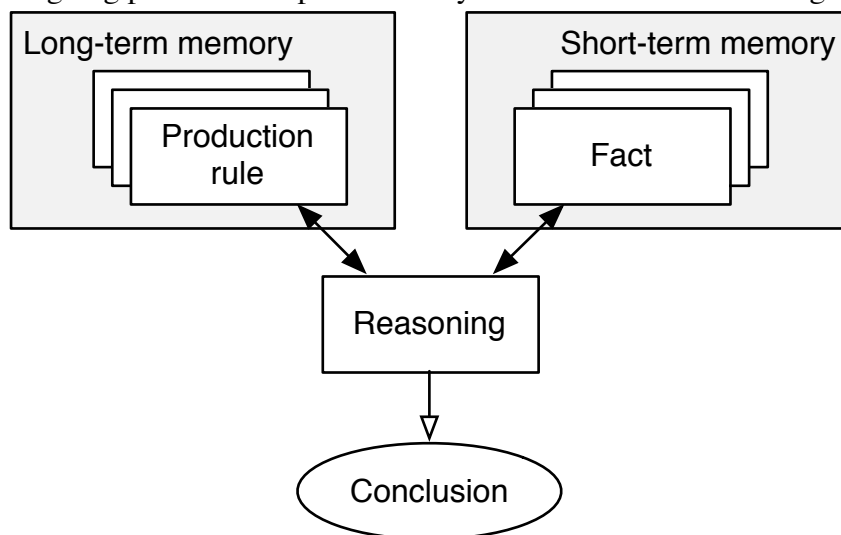 Long-term memory
Short-term memory
Production
rule
Fact
Reasoning
Conclusion